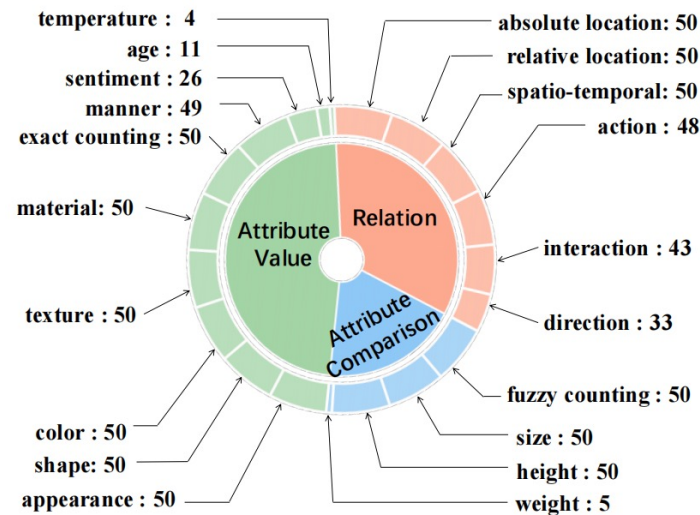 temperature : 4
age : 11
sentiment : 26
manner : 49
exact counting : 50
material: 50
texture : 50
color : 50
shape: 50
appearance : 50
absolute location: 50
relative location: 50
spatio-temporal: 50
action : 48
interaction : 43
direction : 33
fuzzy counting : 50
size : 50
height : 50
weight : 5
Attribute
Value
Relation
Attribute
Comparison